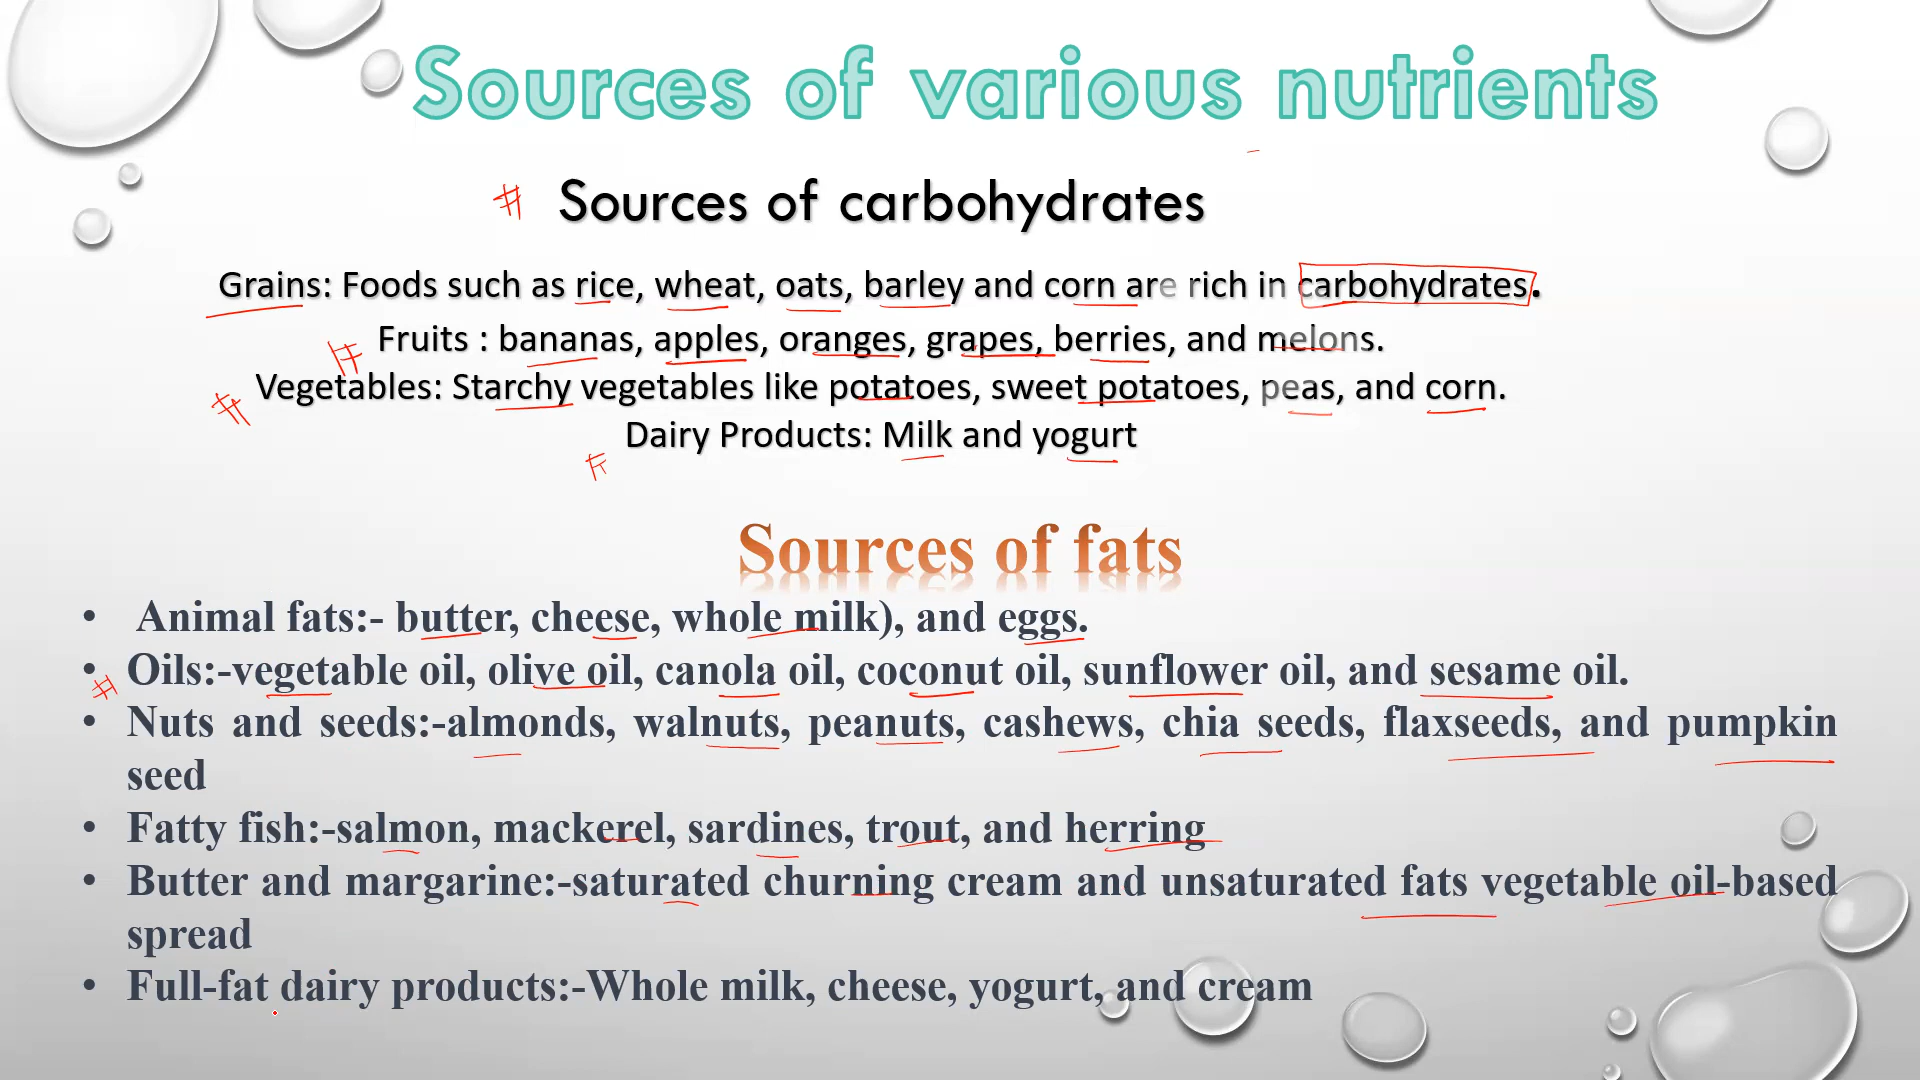 Sources of various nutrients
# Sources of carbohydrates
Grains: Foods such as rice, wheat, oats, barley and corn are rich in carbohydrates.
# Fruits : bananas, apples, oranges, grapes, berries, and melons.
# Vegetables: Starchy vegetables like potatoes, sweet potatoes, peas, and corn.
Dairy Products: Milk and yogurt
Sources of fats
• Animal fats:- butter, cheese, whole milk), and eggs.
• # Oils:-vegetable oil, olive oil, canola oil, coconut oil, sunflower oil, and sesame oil.
• Nuts and seeds:-almonds, walnuts, peanuts, cashews, chia seeds, flaxseeds, and pumpkin
seed
• Fatty fish:-salmon, mackerel, sardines, trout, and herring
• Butter and margarine:-saturated churning cream and unsaturated fats vegetable oil-based
spread
• Full-fat dairy products:-Whole milk, cheese, yogurt, and cream